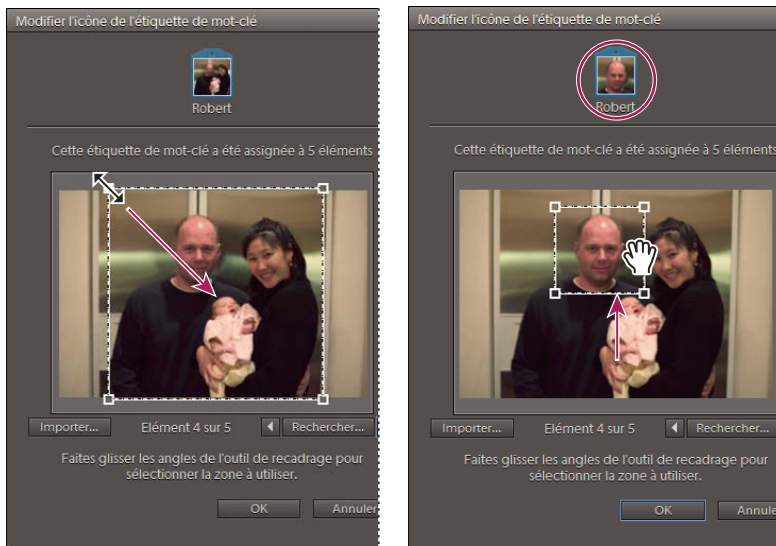 Modifier l'icône de l'étiquette de mot-clé
Robert
Cette étiquette de mot-clé a été assignée à 5 éléments
Importer...
Elément 4 sur 5
Rechercher...
Faites glisser les angles de l'outil de recadrage pour
sélectionner la zone à utiliser.
OK
Annuler
Modifier l'icône de l'étiquette de mot-clé
Robert
Cette étiquette de mot-clé a été assignée à 5 éléments
Importer...
Elément 4 sur 5
Rechercher...
Faites glisser les angles de l'outil de recadrage pour
sélectionner la zone à utiliser.
OK
Annule